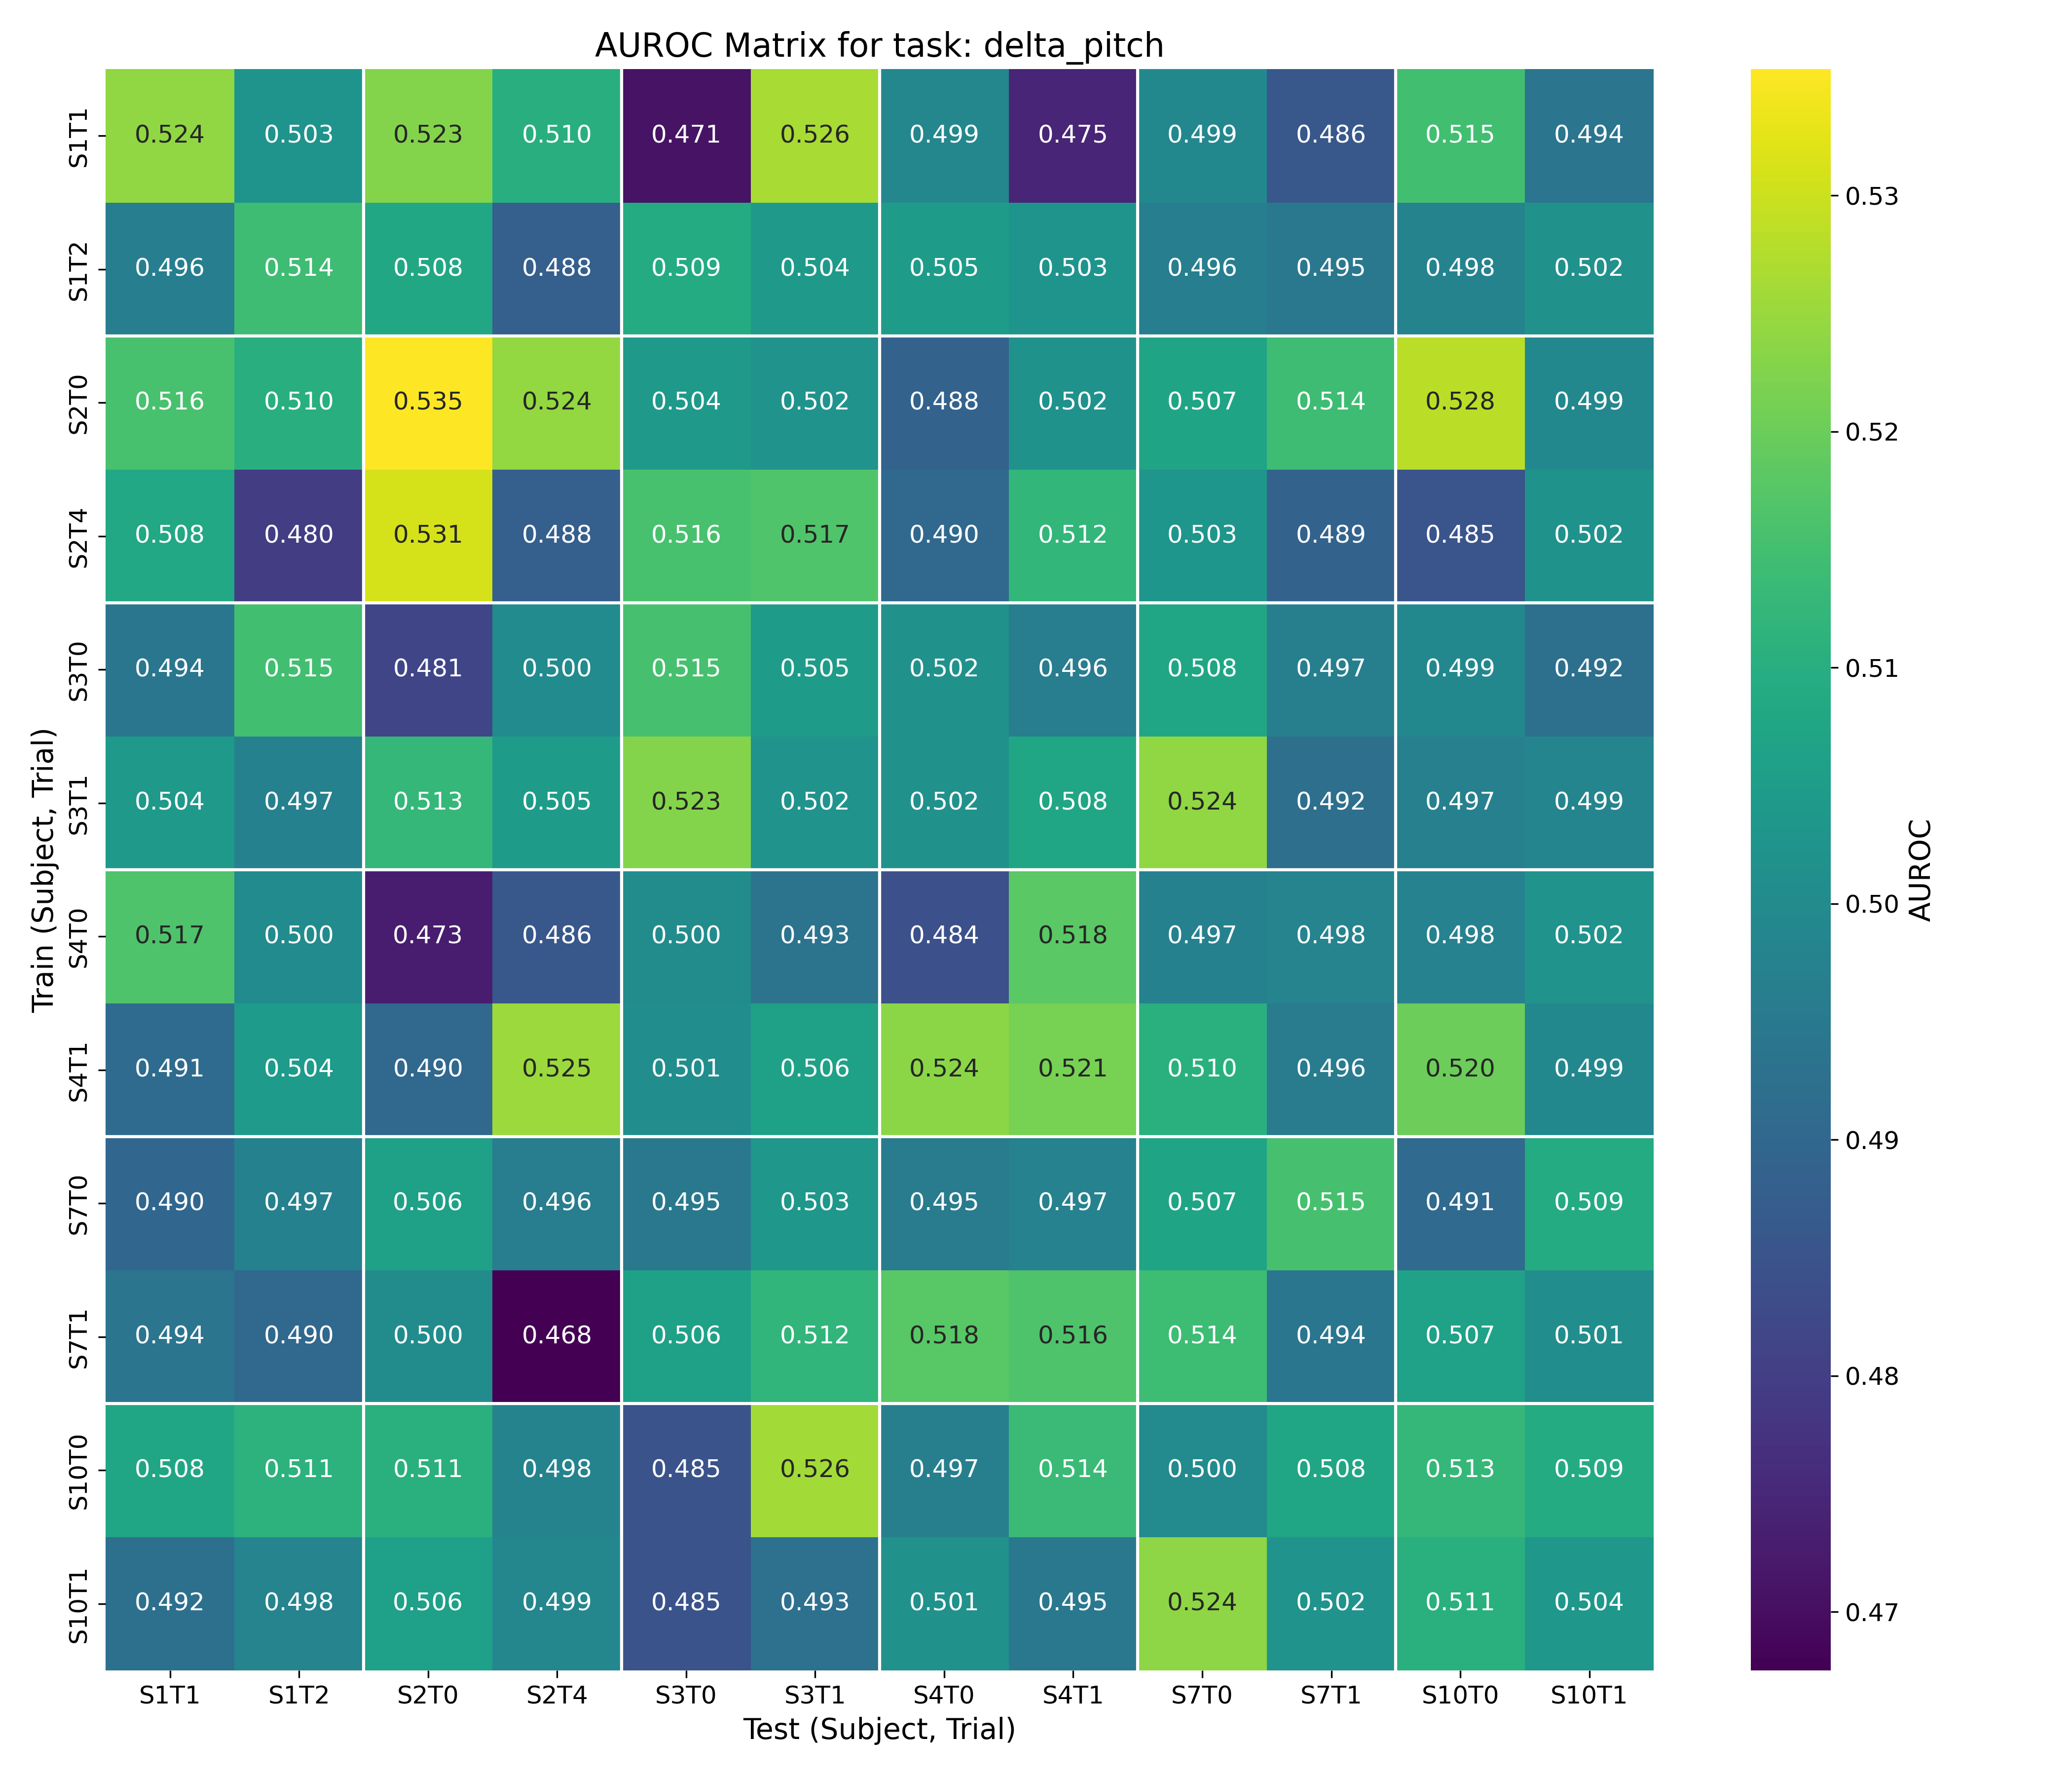 AUROC Matrix for task: delta_pitch
S1T1 0.524 0.503 0.523 0.510 0.471 0.526 0.499 0.475 0.499 0.486 0.515 0.494
S1T2 0.496 0.514 0.508 0.488 0.509 0.504 0.505 0.503 0.496 0.495 0.498 0.502
S2T0 0.516 0.510 0.535 0.524 0.504 0.502 0.488 0.502 0.507 0.514 0.528 0.499
S2T4 0.508 0.480 0.531 0.488 0.516 0.517 0.490 0.512 0.503 0.489 0.485 0.502
S3T0 0.494 0.515 0.481 0.500 0.515 0.505 0.502 0.496 0.508 0.497 0.499 0.492
S3T1 0.504 0.497 0.513 0.505 0.523 0.502 0.502 0.508 0.524 0.492 0.497 0.499
S4T0 0.517 0.500 0.473 0.486 0.500 0.493 0.484 0.518 0.497 0.498 0.498 0.502
S4T1 0.491 0.504 0.490 0.525 0.501 0.506 0.524 0.521 0.510 0.496 0.520 0.499
S7T0 0.490 0.497 0.506 0.496 0.495 0.503 0.495 0.497 0.507 0.515 0.491 0.509
S7T1 0.494 0.490 0.500 0.468 0.506 0.512 0.518 0.516 0.514 0.494 0.507 0.501
S10T0 0.508 0.511 0.511 0.498 0.485 0.526 0.497 0.514 0.500 0.508 0.513 0.509
S10T1 0.492 0.498 0.506 0.499 0.485 0.493 0.501 0.495 0.524 0.502 0.511 0.504
S1T1 S1T2 S2T0 S2T4 S3T0 S3T1 S4T0 S4T1 S7T0 S7T1 S10T0 S10T1
Test (Subject, Trial)
Train (Subject, Trial)
0.53
0.52
0.51
0.50
0.49
0.48
0.47
AUROC